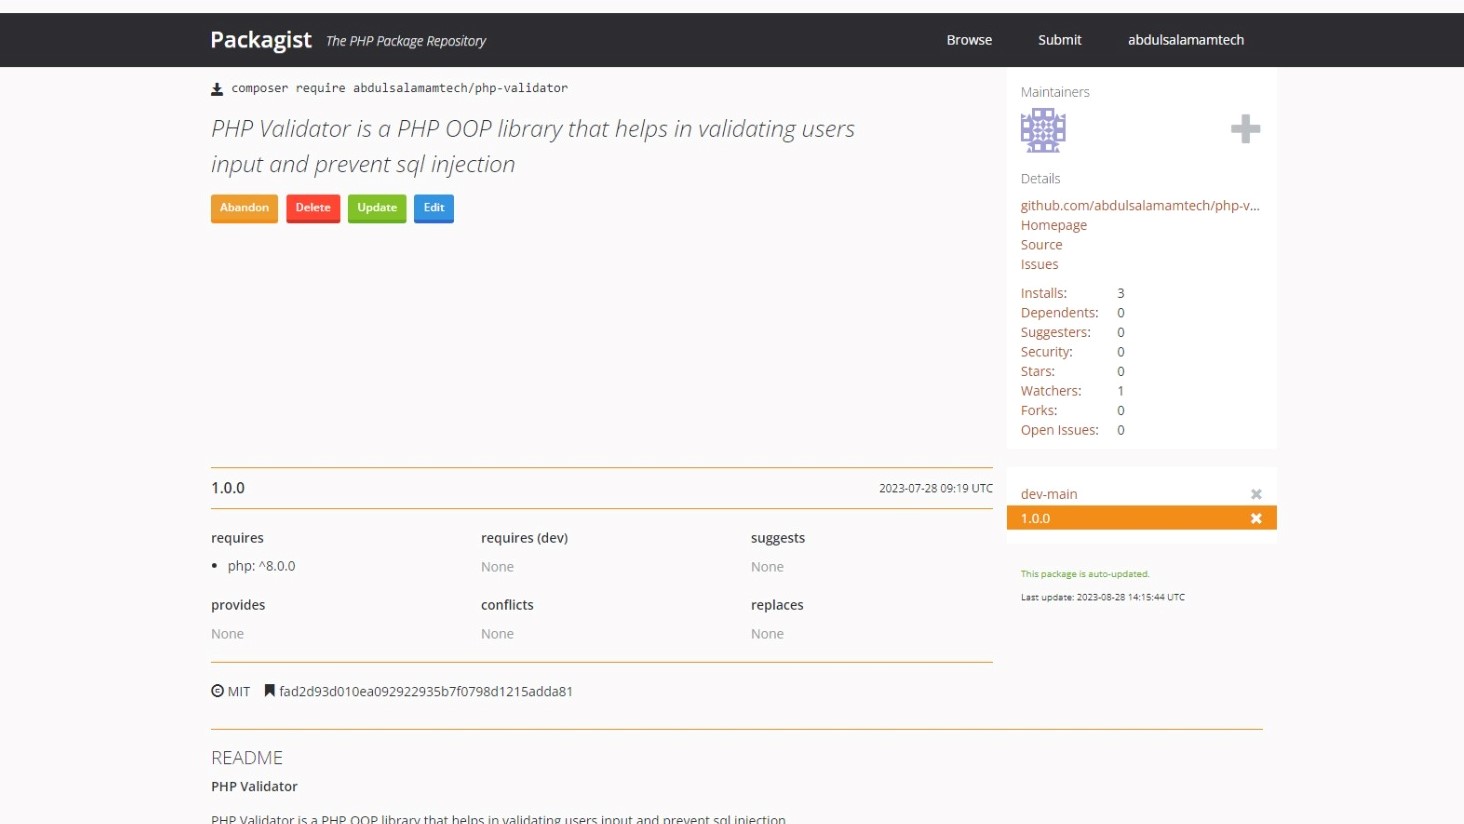 Packagist The PHP Package Repository
Browse Submit abdulsalamamtech
composer require abdulsalamamtech/php-validator
PHP Validator is a PHP OOP library that helps in validating users
input and prevent sql injection
Abandon Delete Update Edit
Maintainers
Details
github.com/abdulsalamamtech/php-v...
Homepage
Source
Issues
Installs: 3
Dependents: 0
Suggesters: 0
Security: 0
Stars: 0
Watchers: 1
Forks: 0
Open Issues: 0
1.0.0 2023-07-28 09:19 UTC
requires requires (dev) suggests
php: ^8.0.0 None None
provides conflicts replaces
None None None
dev-main
1.0.0
This package is auto-updated.
Last update: 2023-08-28 14:15:44 UTC
MIT fad2d93d010ea092922935b7f0798d1215adda81
README
PHP Validator
PHP Validator is a PHP OOP library that helps in validating users input and prevent sql injection